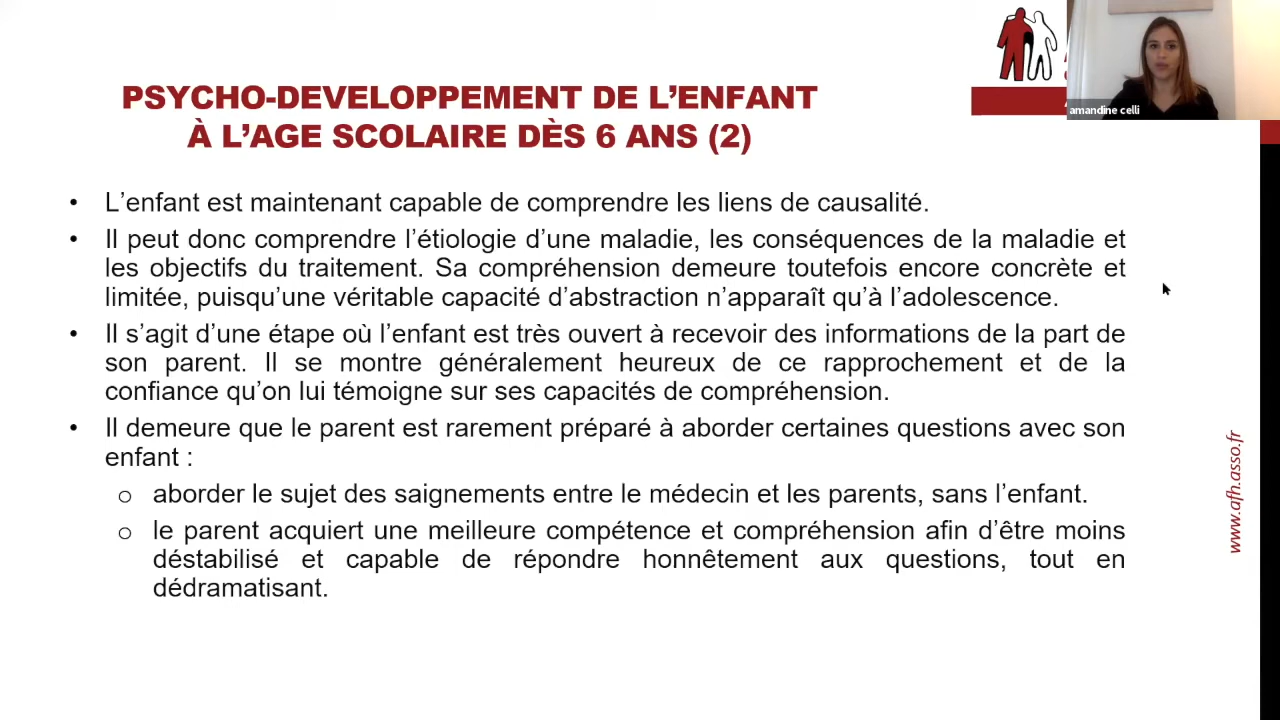 PSYCHO-DEVELOPPEMENT DE L'ENFANT
À L'AGE SCOLAIRE DÈS 6 ANS (2)
amandine celli
• L'enfant est maintenant capable de comprendre les liens de causalité.
• Il peut donc comprendre l'étiologie d'une maladie, les conséquences de la maladie et
les objectifs du traitement. Sa compréhension demeure toutefois encore concrète et
limitée, puisqu'une véritable capacité d'abstraction n'apparaît qu'à l'adolescence.
• Il s'agit d'une étape où l'enfant est très ouvert à recevoir des informations de la part de
son parent. Il se montre généralement heureux de ce rapprochement et de la
confiance qu'on lui témoigne sur ses capacités de compréhension.
• Il demeure que le parent est rarement préparé à aborder certaines questions avec son
enfant :
o aborder le sujet des saignements entre le médecin et les parents, sans l'enfant.
o le parent acquiert une meilleure compétence et compréhension afin d'être moins
déstabilisé et capable de répondre honnêtement aux questions, tout en
dédramatisant.
www.afh.asso.fr